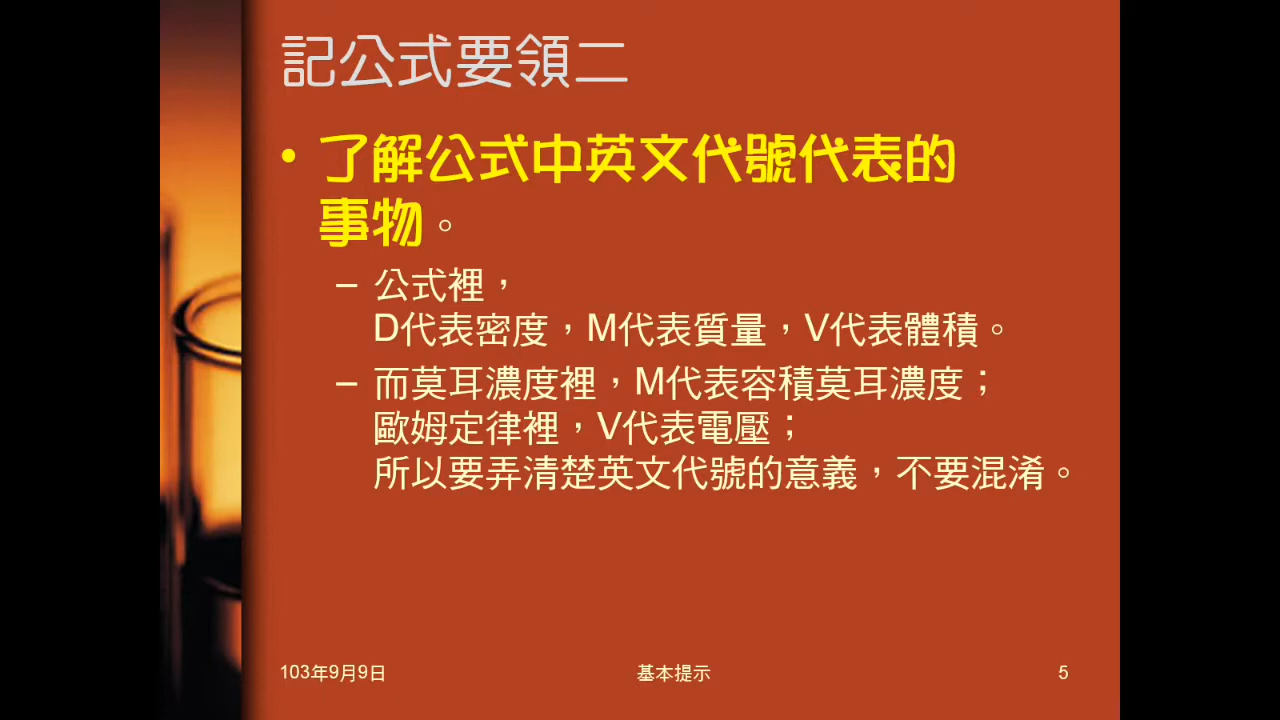 記公式要領二
• 了解公式中英文代號代表的
事物。
– 公式裡，
D代表密度，M代表質量，V代表體積。
– 而莫耳濃度裡，M代表容積莫耳濃度；
歐姆定律裡，V代表電壓；
所以要弄清楚英文代號的意義，不要混淆。
103年9月9日
基本提示
5